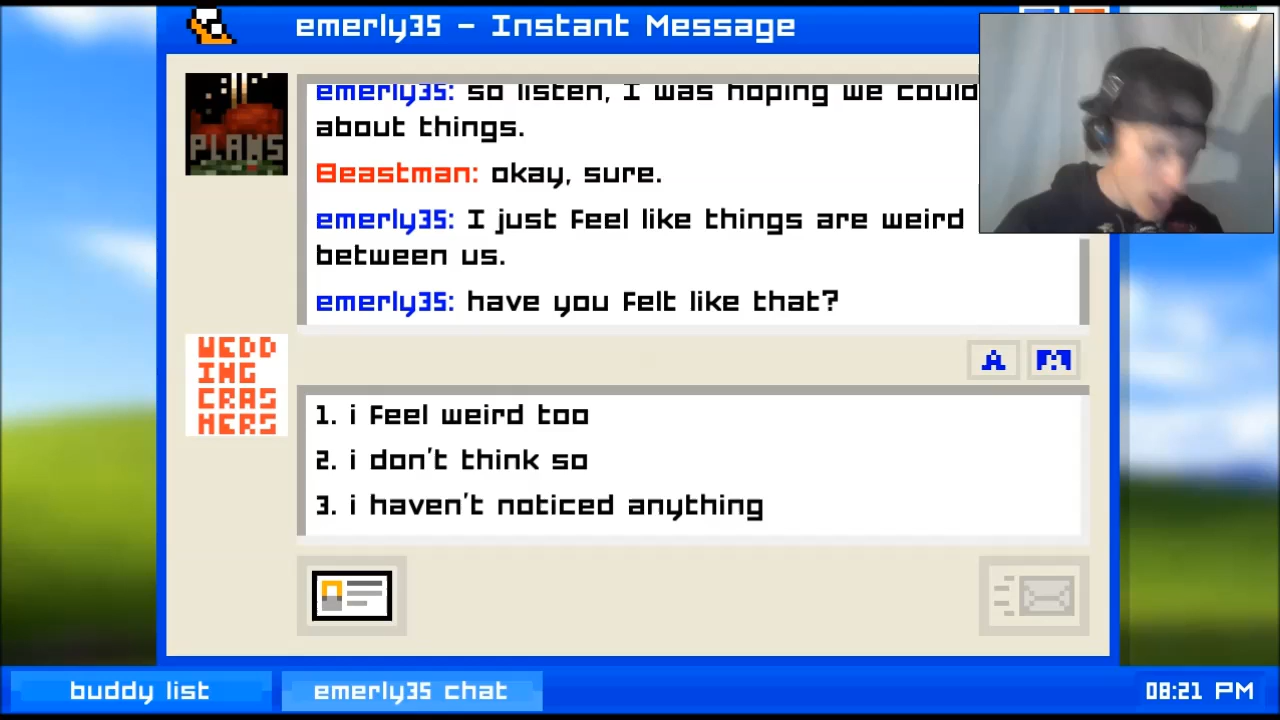 emerly35 - Instant Message
emerly35: so listen, I was hoping we could
about things.
Beastman: okay, sure.
emerly35: I just feel like things are weird
between us.
emerly35: have you felt like that?
PLANS
WEDD
ING
CRAS
HERS
A M
1. i feel weird too
2. i don't think so
3. i haven't noticed anything
buddy list
emerly35 chat
08:21 PM